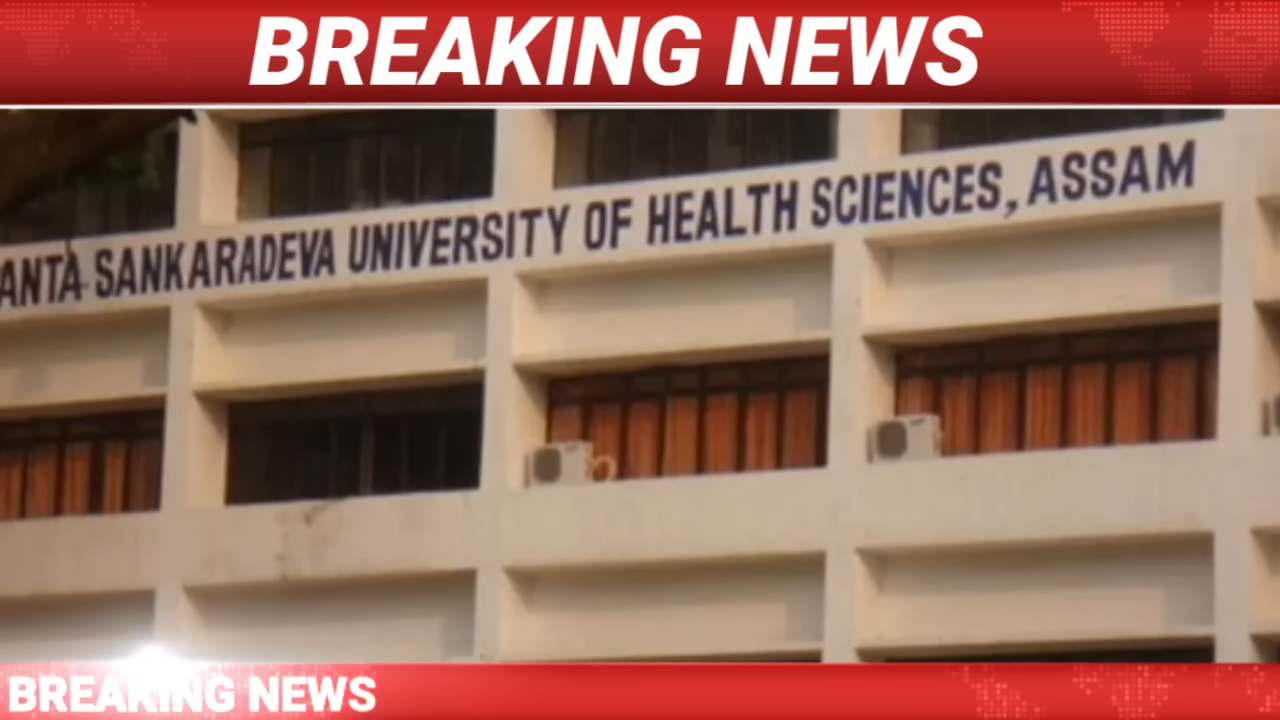 BREAKING NEWS
ANTA SANKARADEVA UNIVERSITY OF HEALTH SCIENCES, ASSAM
BREAKING NEWS